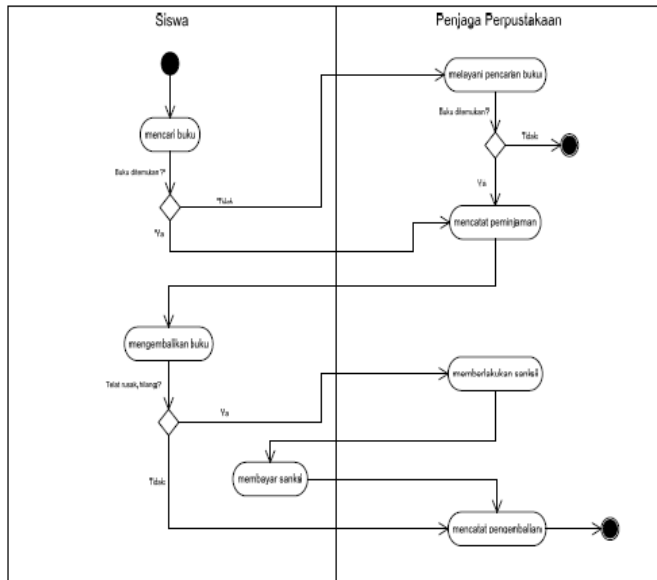 Siswa
Penjaga Perpustakaan
melayani pencarian buku
mencari buku
Buku ditemukan?
Tidak
Buku ditemukan?
Ya
Tidak
Ya
mencatat peminjaman
mengembalikan buku
Telat rusak, hilang?
Ya
memberlakukan sanksi
Tidak
membayar sanksi
mencatat pengembalian